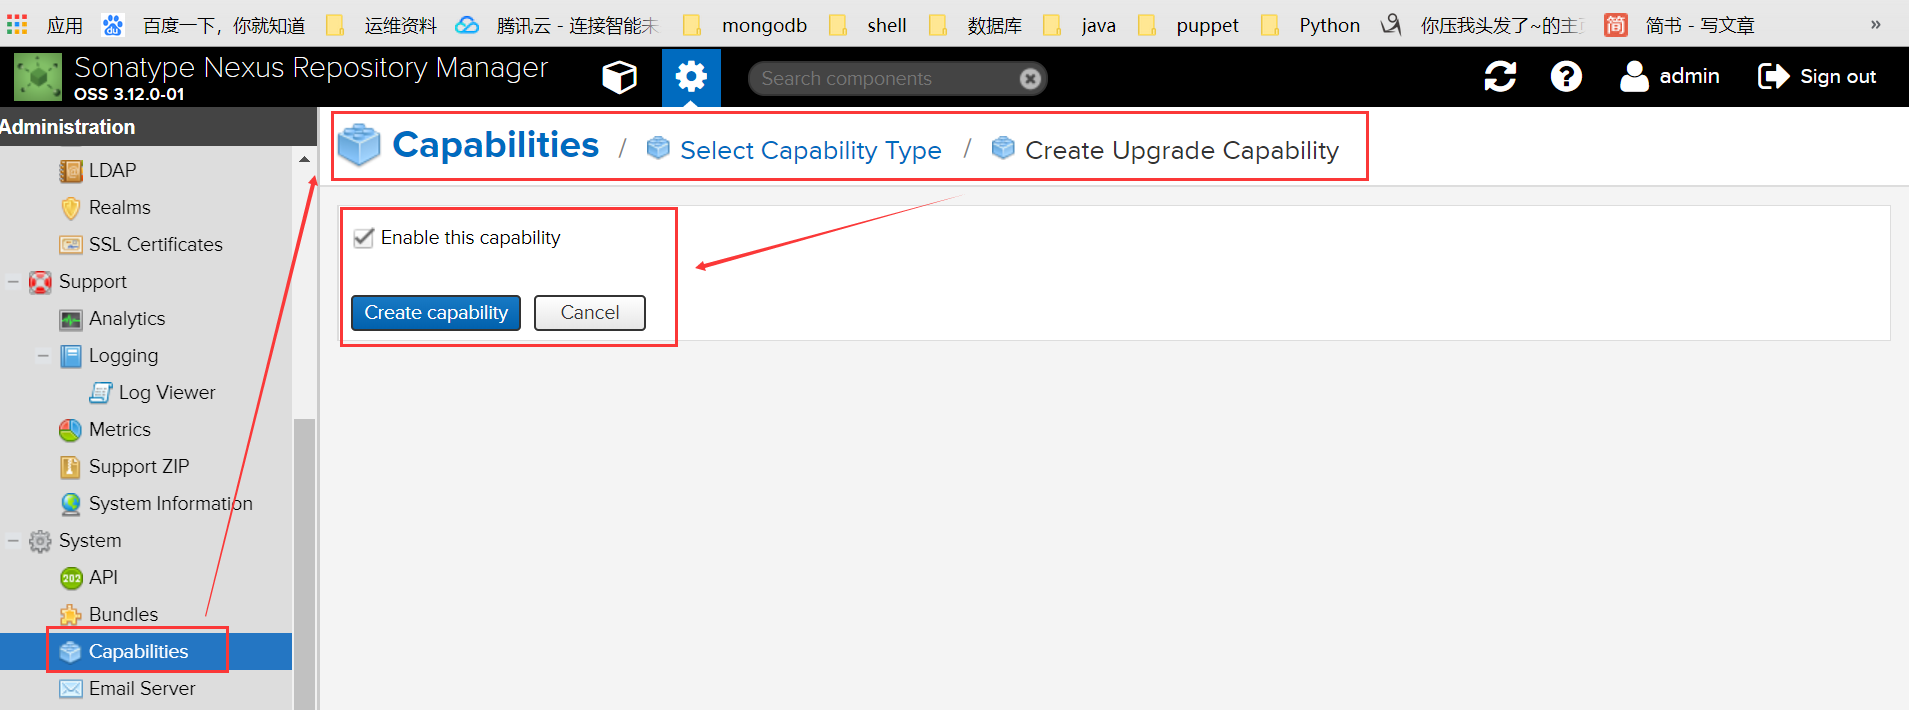 应用 百度一下，你就知道 运维资料 腾讯云 - 连接智能未 mongodb shell 数据库 java puppet Python 你压我头发了~的主页 简 简书 - 写文章 »
Sonatype Nexus Repository Manager
OSS 3.12.0-01
Search components
admin
Sign out
Administration
LDAP
Realms
SSL Certificates
Support
Analytics
Logging
Log Viewer
Metrics
Support ZIP
System Information
System
202 API
Bundles
Capabilities
Email Server
Capabilities / Select Capability Type / Create Upgrade Capability
Enable this capability
Create capability Cancel